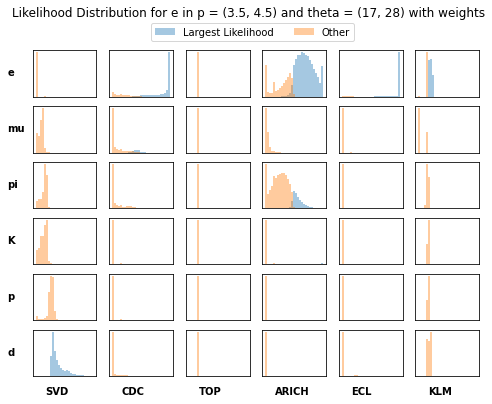 Likelihood Distribution for e in p = (3.5, 4.5) and theta = (17, 28) with weights
Largest Likelihood Other
e
mu
pi
K
p
d
SVD CDC TOP ARICH ECL KLM